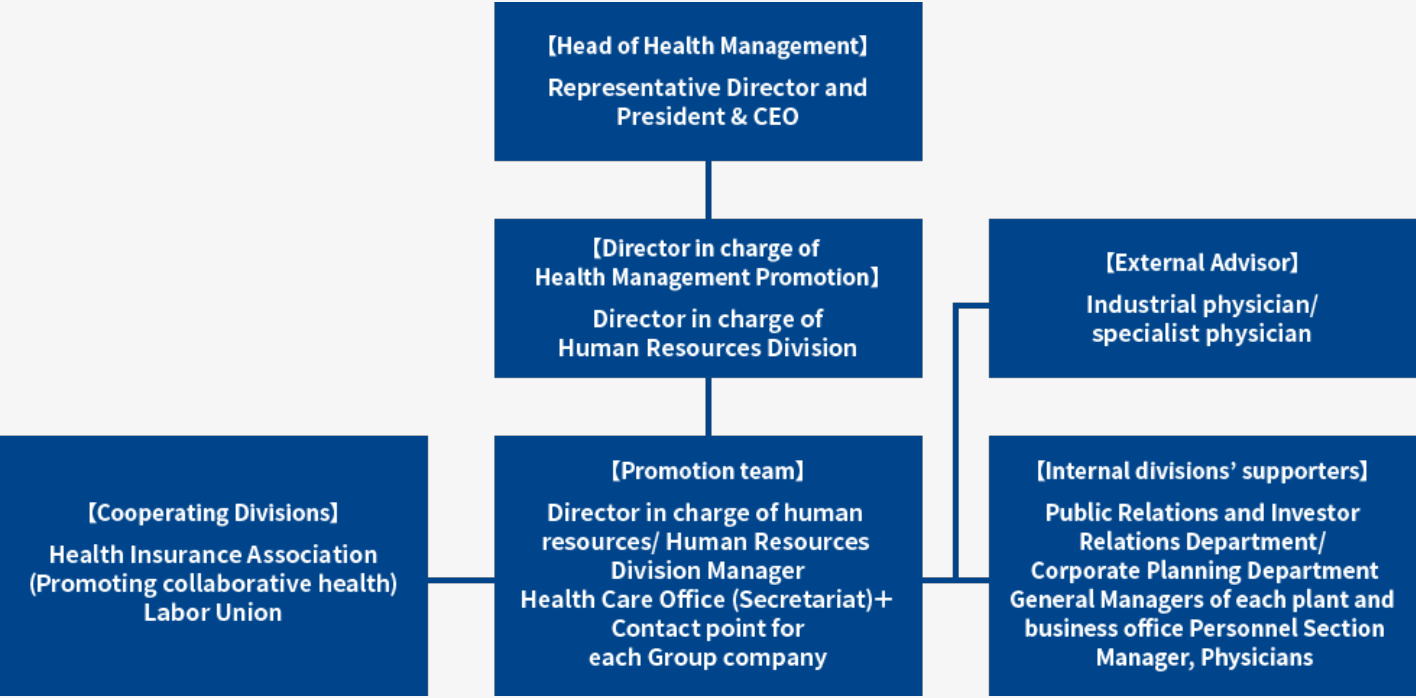 【Head of Health Management】
Representative Director and
President & CEO
【Director in charge of
Health Management Promotion】
Director in charge of
Human Resources Division
【External Advisor】
Industrial physician/
specialist physician
【Cooperating Divisions】
Health Insurance Association
(Promoting collaborative health)
Labor Union
【Promotion team】
Director in charge of human
resources/ Human Resources
Division Manager
Health Care Office (Secretariat)＋
Contact point for
each Group company
【Internal divisions’ supporters】
Public Relations and Investor
Relations Department/
Corporate Planning Department
General Managers of each plant and
business office Personnel Section
Manager, Physicians